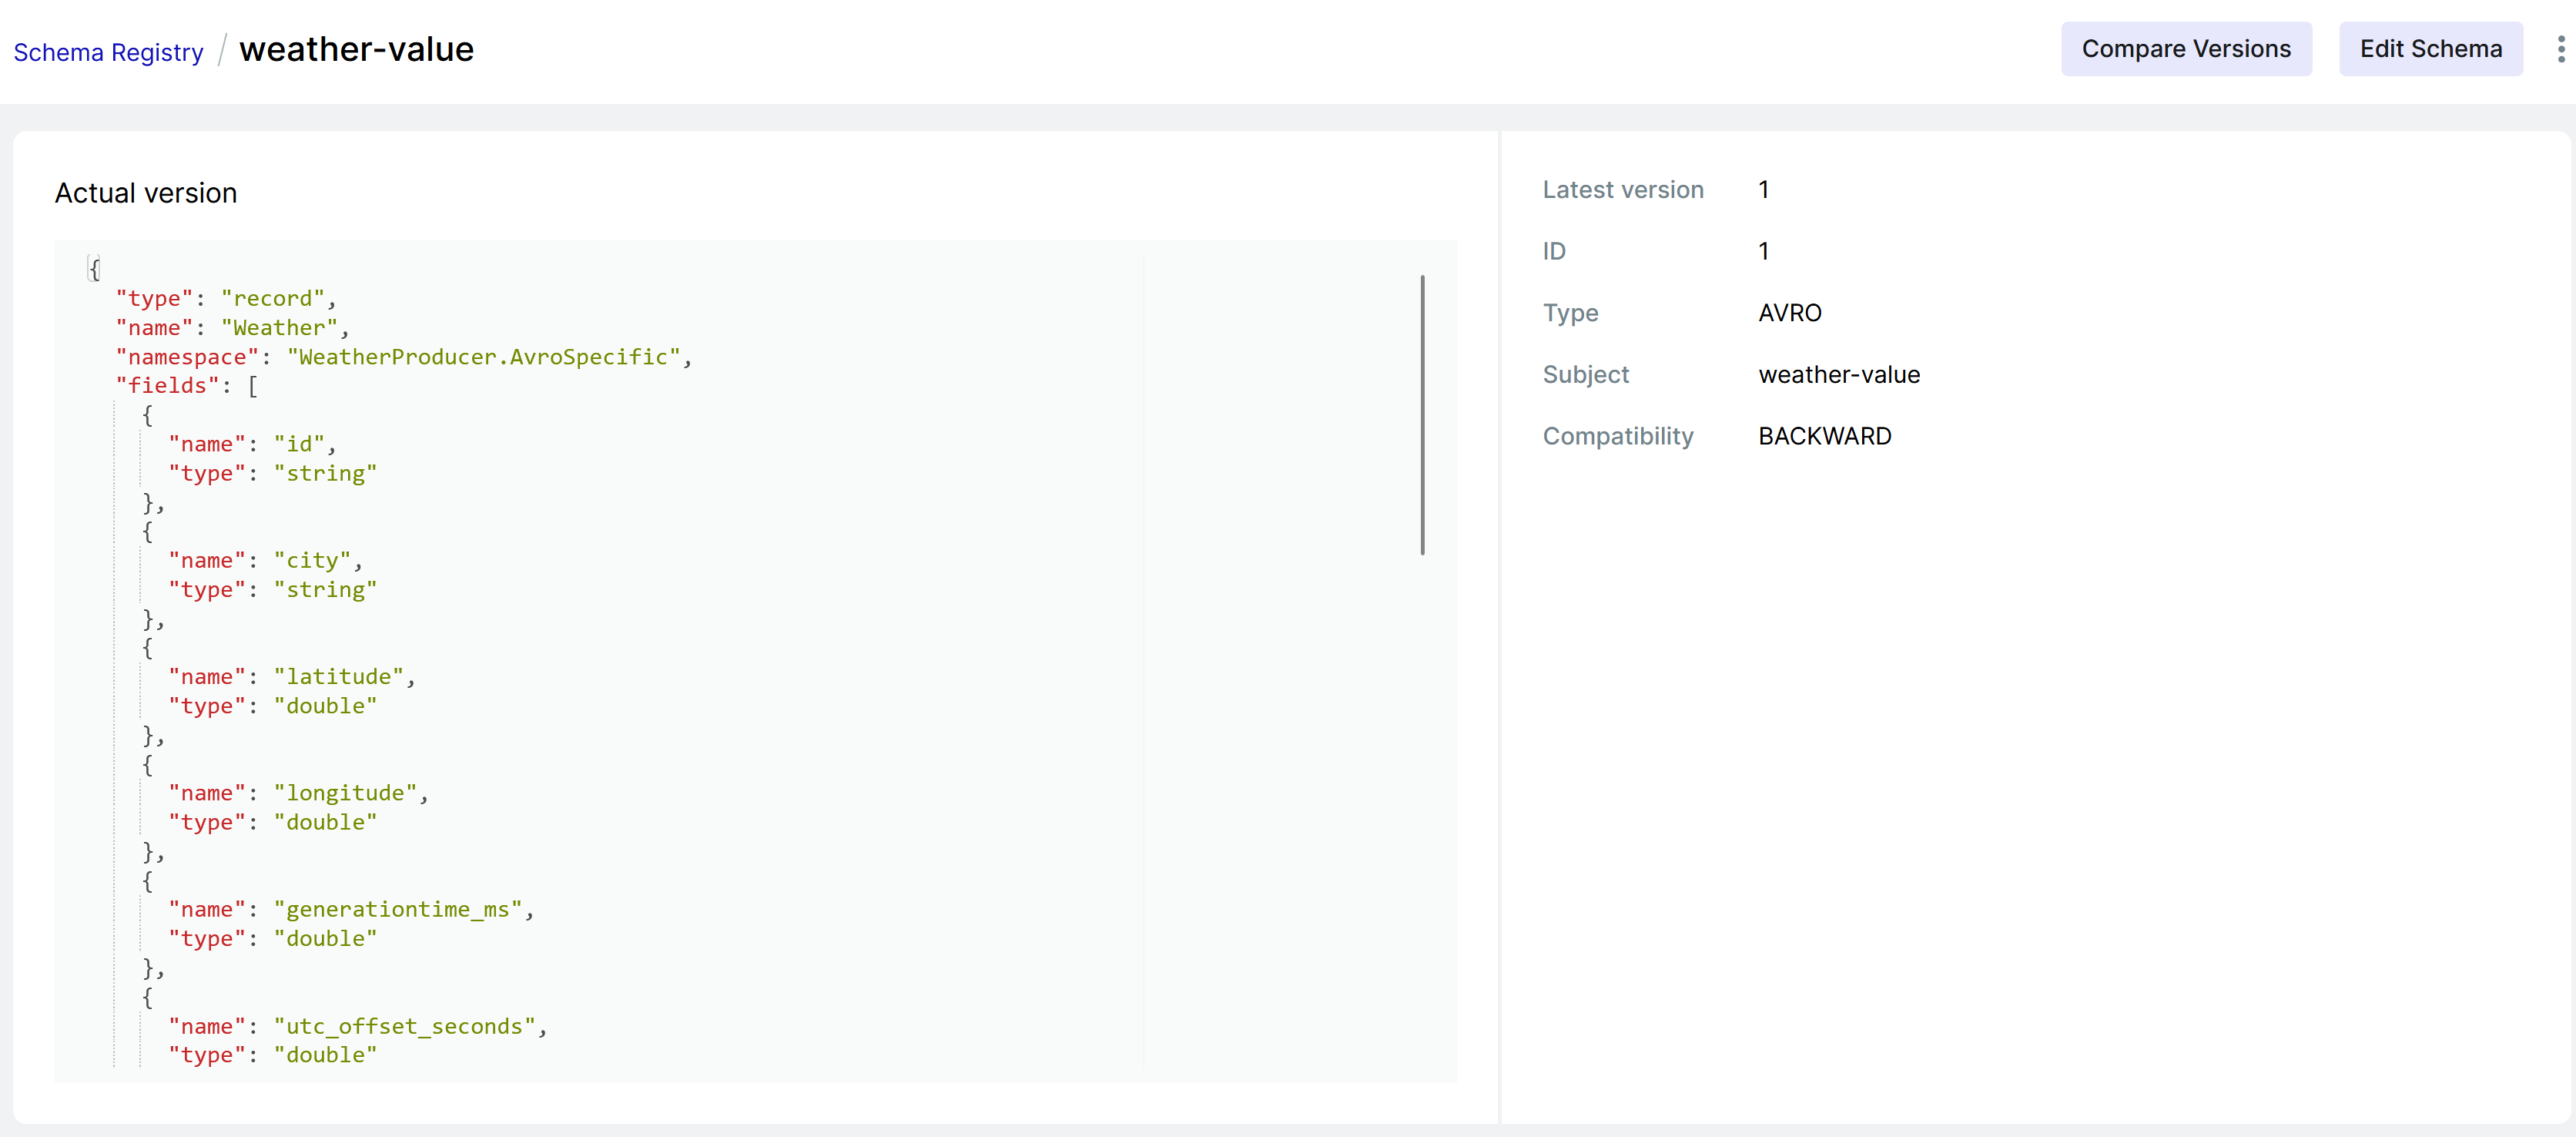 Schema Registry / weather-value
Compare Versions
Edit Schema
Actual version
{
  "type": "record",
  "name": "Weather",
  "namespace": "WeatherProducer.AvroSpecific",
  "fields": [
    {
      "name": "id",
      "type": "string"
    },
    {
      "name": "city",
      "type": "string"
    },
    {
      "name": "latitude",
      "type": "double"
    },
    {
      "name": "longitude",
      "type": "double"
    },
    {
      "name": "generationtime_ms",
      "type": "double"
    },
    {
      "name": "utc_offset_seconds",
      "type": "double"
Latest version 1
ID 1
Type AVRO
Subject weather-value
Compatibility BACKWARD